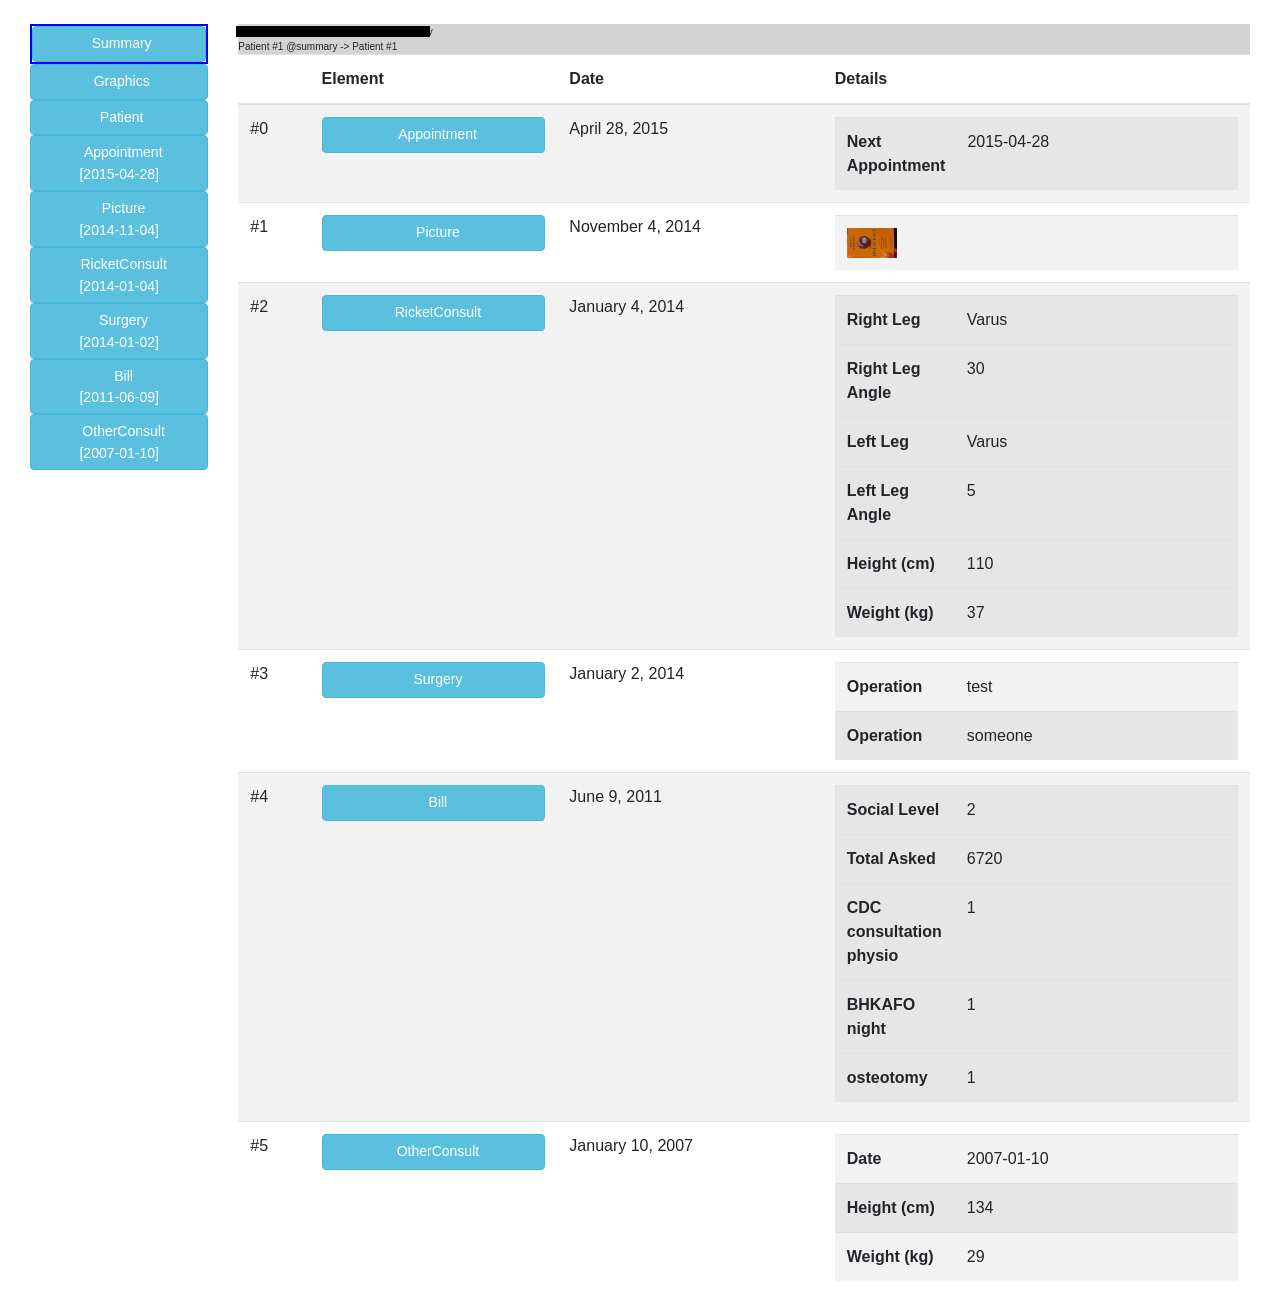 Summary
Graphics
Patient
Appointment
[2015-04-28]
Picture
[2014-11-04]
RicketConsult
[2014-01-04]
Surgery
[2014-01-02]
Bill
[2011-06-09]
OtherConsult
[2007-01-10]
Patient #1 @summary -> Patient #1
Element Date Details
#0 Appointment April 28, 2015
Next Appointment 2015-04-28
#1 Picture November 4, 2014
#2 RicketConsult January 4, 2014
Right Leg Varus
Right Leg Angle 30
Left Leg Varus
Left Leg Angle 5
Height (cm) 110
Weight (kg) 37
#3 Surgery January 2, 2014
Operation test
Operation someone
#4 Bill June 9, 2011
Social Level 2
Total Asked 6720
CDC consultation physio 1
BHKAFO night 1
osteotomy 1
#5 OtherConsult January 10, 2007
Date 2007-01-10
Height (cm) 134
Weight (kg) 29